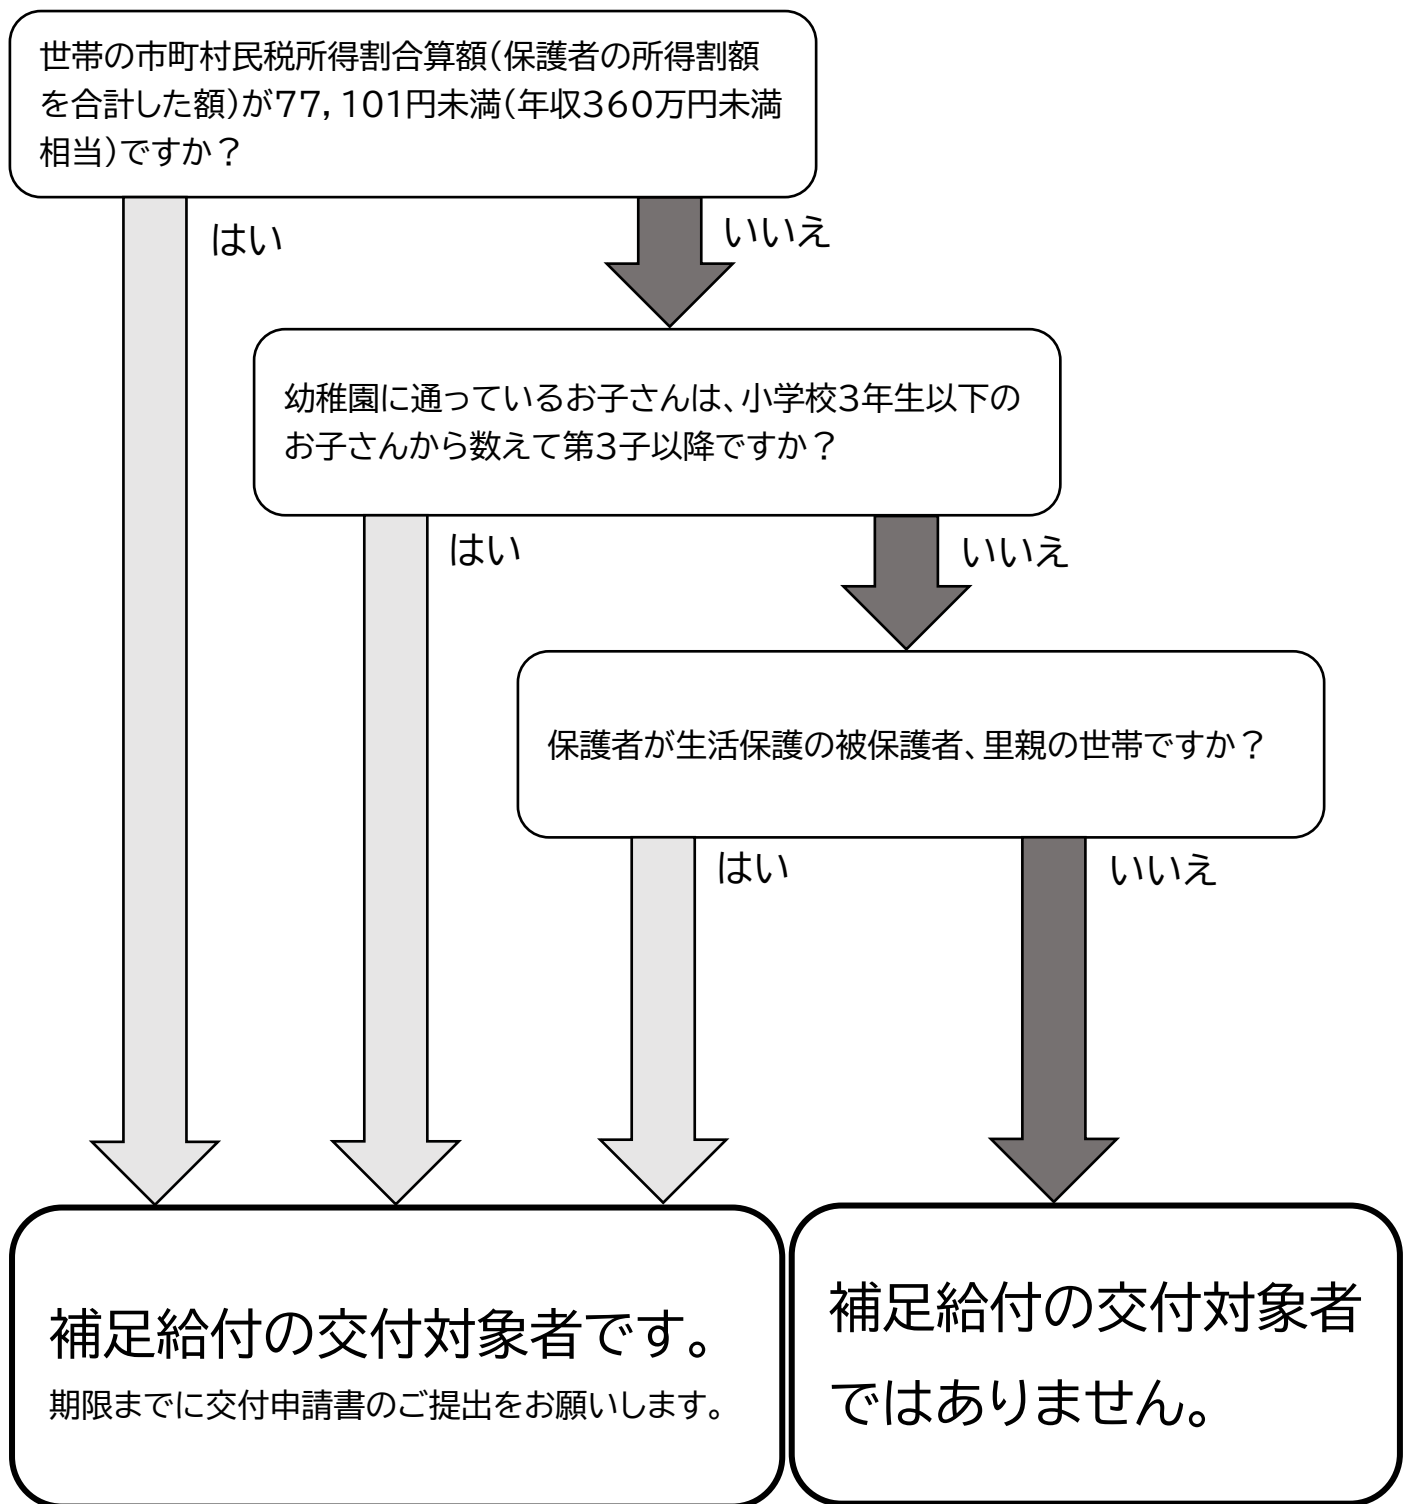 世帯の市町村民税所得割合算額(保護者の所得割額
を合計した額)が77,101円未満(年収360万円未満
相当)ですか?
はい
いいえ
幼稚園に通っているお子さんは、小学校3年生以下の
お子さんから数えて第3子以降ですか?
はい
いいえ
保護者が生活保護の被保護者、里親の世帯ですか?
はい
いいえ
補足給付の交付対象者です。
期限までに交付申請書のご提出をお願いします。
補足給付の交付対象者
ではありません。